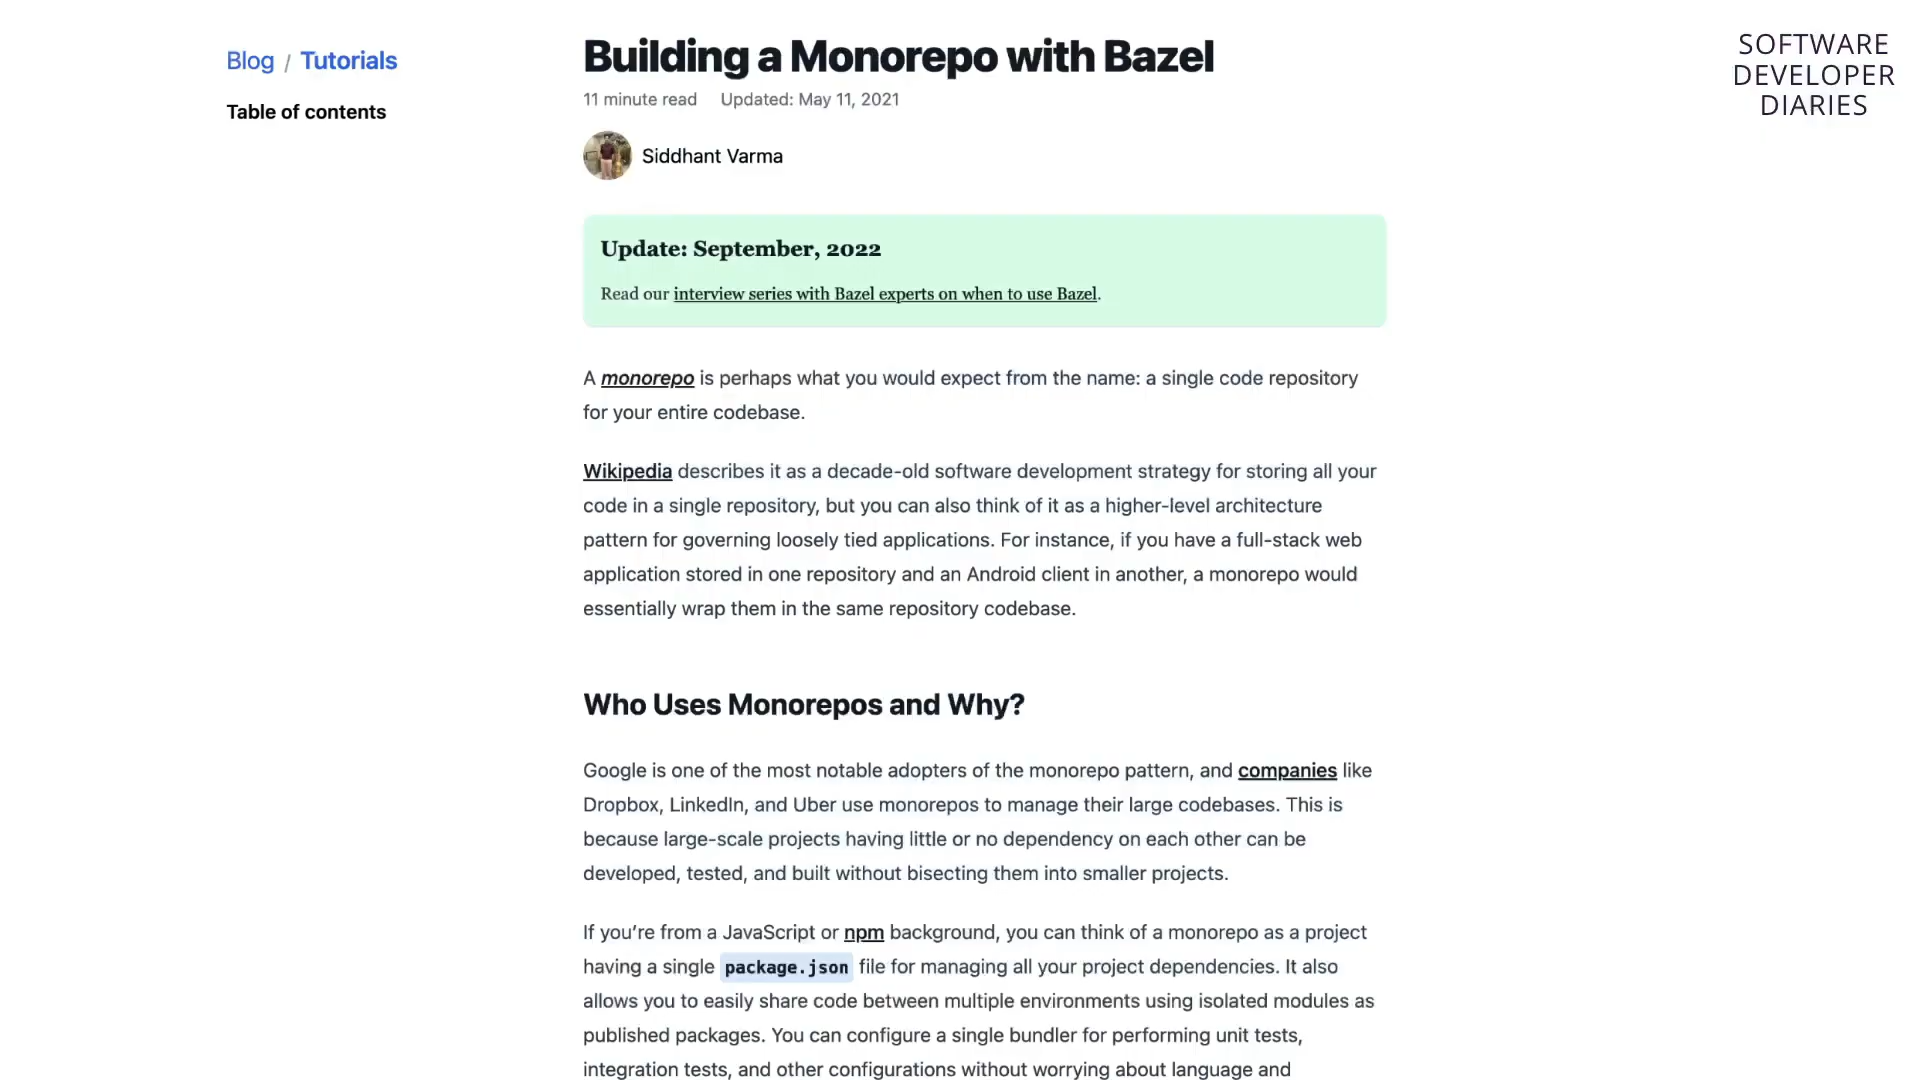 Blog / Tutorials
Table of contents
Building a Monorepo with Bazel
11 minute read Updated: May 11, 2021
Siddhant Varma
Update: September, 2022
Read our interview series with Bazel experts on when to use Bazel.
A monorepo is perhaps what you would expect from the name: a single code repository
for your entire codebase.
Wikipedia describes it as a decade-old software development strategy for storing all your
code in a single repository, but you can also think of it as a higher-level architecture
pattern for governing loosely tied applications. For instance, if you have a full-stack web
application stored in one repository and an Android client in another, a monorepo would
essentially wrap them in the same repository codebase.
Who Uses Monorepos and Why?
Google is one of the most notable adopters of the monorepo pattern, and companies like
Dropbox, LinkedIn, and Uber use monorepos to manage their large codebases. This is
because large-scale projects having little or no dependency on each other can be
developed, tested, and built without bisecting them into smaller projects.
If you’re from a JavaScript or npm background, you can think of a monorepo as a project
having a single package.json file for managing all your project dependencies. It also
allows you to easily share code between multiple environments using isolated modules as
published packages. You can configure a single bundler for performing unit tests,
integration tests, and other configurations without worrying about language and
SOFTWARE
DEVELOPER
DIARIES